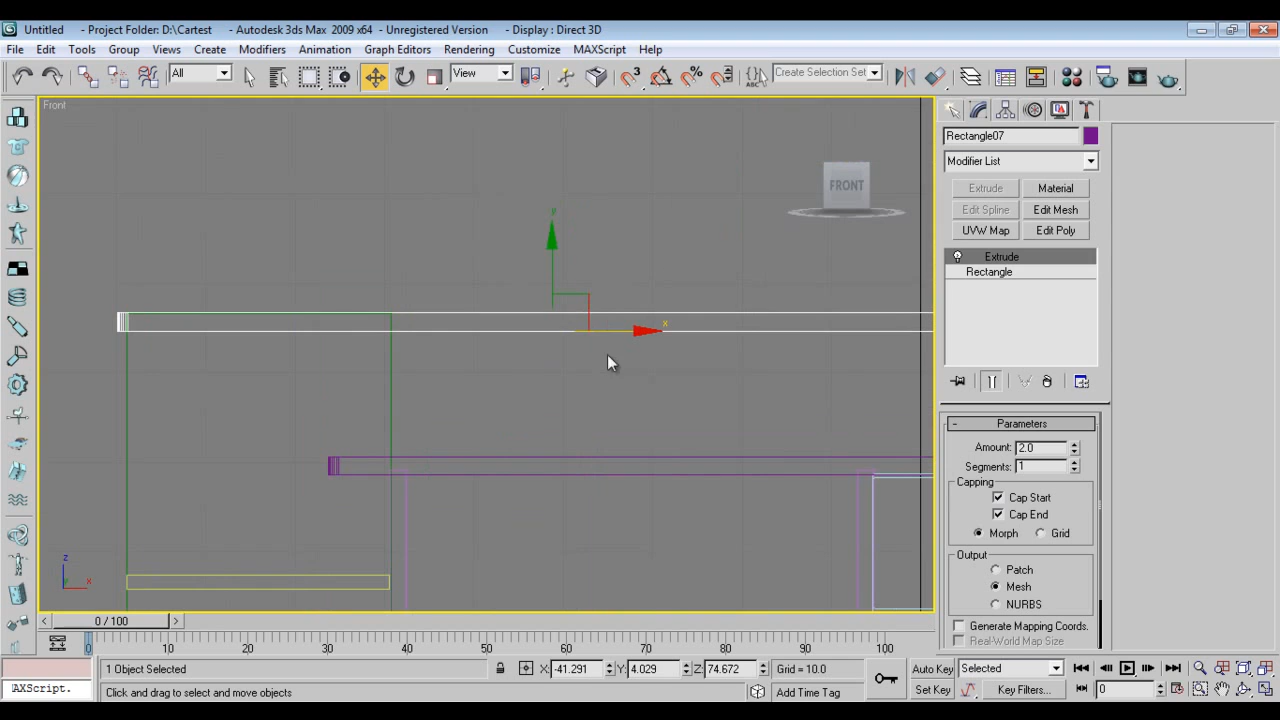 Untitled - Project Folder: D:\Cartest - Autodesk 3ds Max 2009 x64 - Unregistered Version - Display : Direct 3D
File Edit Tools Group Views Create Modifiers Animation Graph Editors Rendering Customize MAXScript Help
All View Create Selection Set
Front
FRONT
y
x
z
x
Rectangle07
Modifier List
Extrude Material
Edit Spline Edit Mesh
UVW Map Edit Poly
Extrude
Rectangle
- Parameters
Amount: 2.0
Segments: 1
Capping
Cap Start
Cap End
Morph Grid
Output
Patch
Mesh
NURBS
Generate Mapping Coords.
Real-World Map Size
< 0 / 100 >
0 10 20 30 40 50 60 70 80 90 100
1 Object Selected X: -41.291 Y: 4.029 Z: 74.672 Grid = 10.0 Auto Key Selected
AXScript. Click and drag to select and move objects Add Time Tag Set Key Key Filters... 0